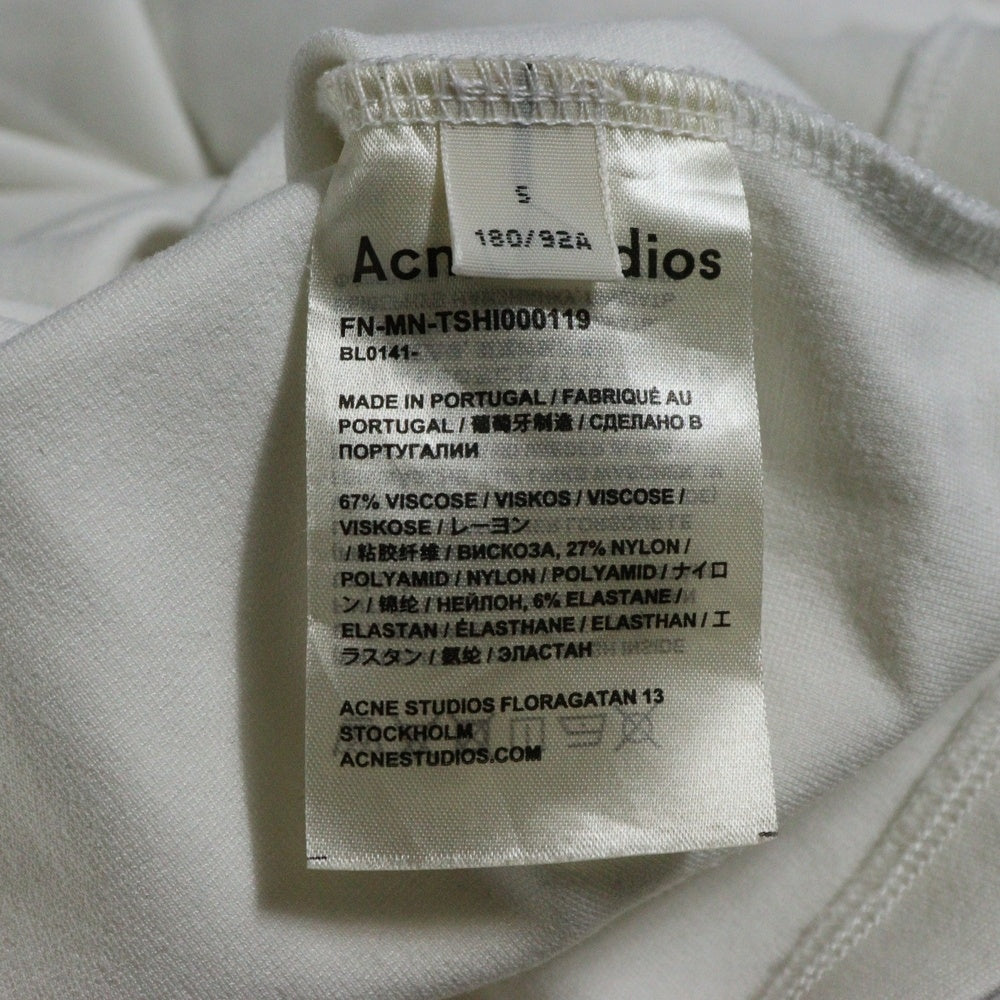 S
180/92A
Acn dios
FN-MN-TSHI000119
BL0141-
MADE IN PORTUGAL / FABRIQUÉ AU
PORTUGAL / 葡萄牙制造 / СДЕЛАНО В
ПОРТУГАЛИИ
67% VISCOSE / VISKOS / VISCOSE /
VISKOSE / レーヨン
/ 粘胶纤维 / ВИСКОЗА, 27% NYLON /
POLYAMID / NYLON / POLYAMID / ナイロ
ン / 锦纶 / НЕЙЛОН, 6% ELASTANE /
ELASTAN / ÉLASTHANE / ELASTHAN / エ
ラスタン / 氨纶 / ЭЛАСТАН
ACNE STUDIOS FLORAGATAN 13
STOCKHOLM
ACNESTUDIOS.COM